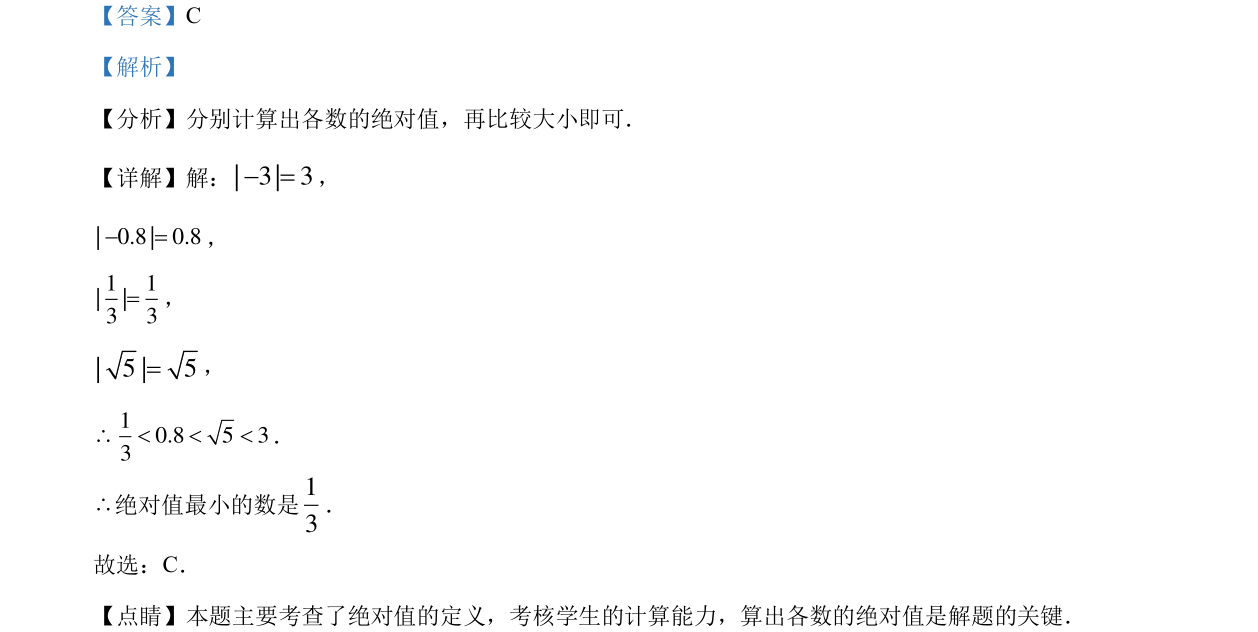 【答案】C
【解析】
【分析】分别计算出各数的绝对值，再比较大小即可．
【详解】解：|−3|=3，
|−0.8|=0.8，
|1/3|=1/3，
|√5|=√5，
∴1/3<0.8<√5<3．
∴绝对值最小的数是1/3．
故选：C．
【点睛】本题主要考查了绝对值的定义，考核学生的计算能力，算出各数的绝对值是解题的关键．